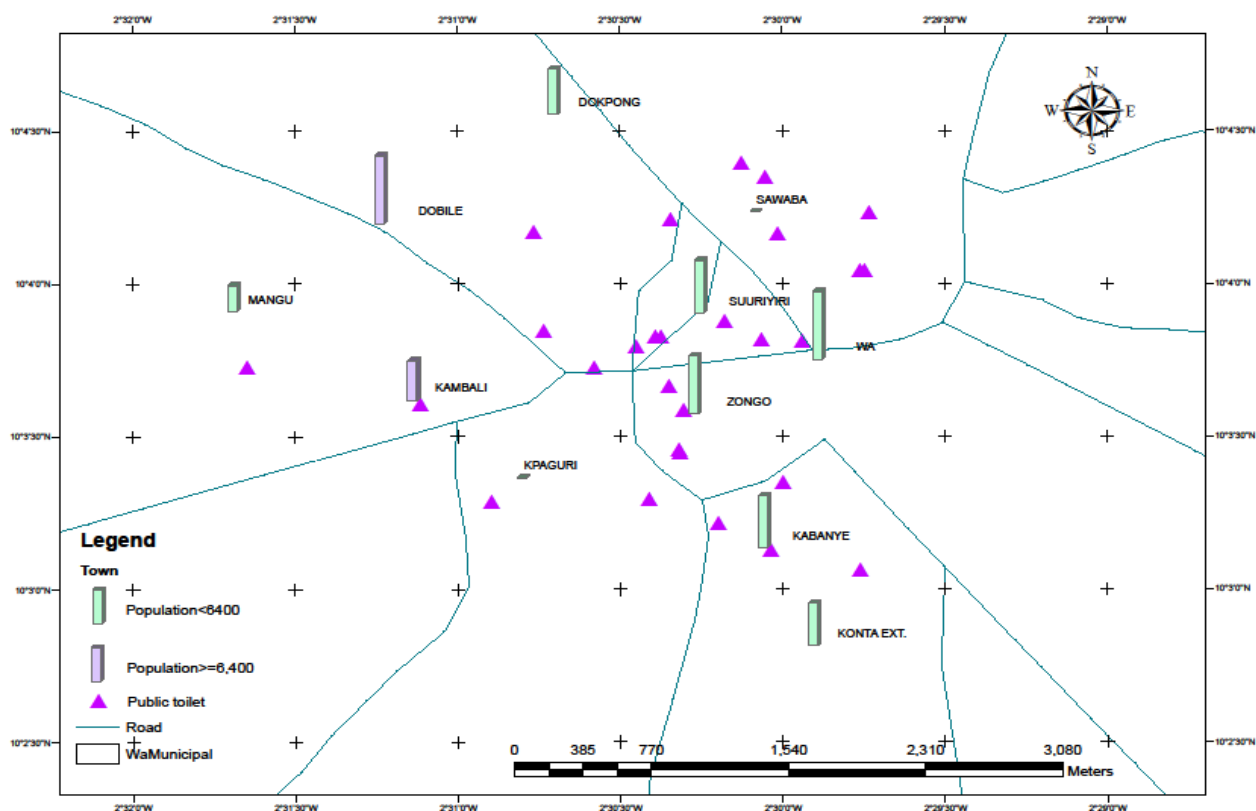 2°32'0"W 2°31'30"W 2°31'0"W 2°30'30"W 2°30'0"W 2°29'30"W 2°29'0"W
N
W E
S
DOKPONG
10°4'30"N 10°4'30"N
SAWABA
DOBILE
10°4'0"N 10°4'0"N
MANGU
SUURIYIRI
WA
KAMBALI
ZONGO
10°3'30"N 10°3'30"N
KPAGURI
KABANYE
Legend
Town
10°3'0"N 10°3'0"N
Population<6400
KONTA EXT.
Population>=6,400
Public toilet
Road
10°2'30"N 10°2'30"N
WaMunicipal
0 385 770 1,540 2,310 3,080
Meters
2°32'0"W 2°31'30"W 2°31'0"W 2°30'30"W 2°30'0"W 2°29'30"W 2°29'0"W